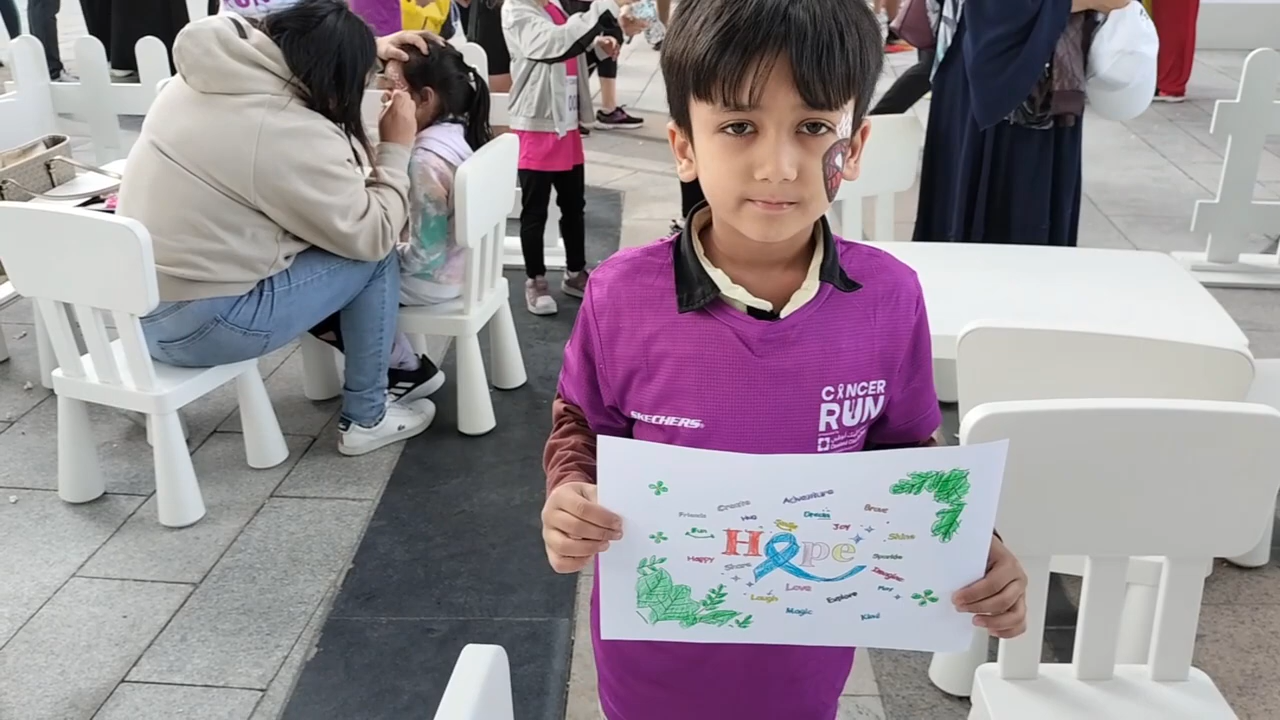 SKECHERS
CANCER
RUN
Create
Adventure
Friends
Hug
Dream
Brave
Fun
Joy
Shine
Hope
Happy
Share
Sparkle
Imagine
Love
Play
Laugh
Explore
Magic
Kind